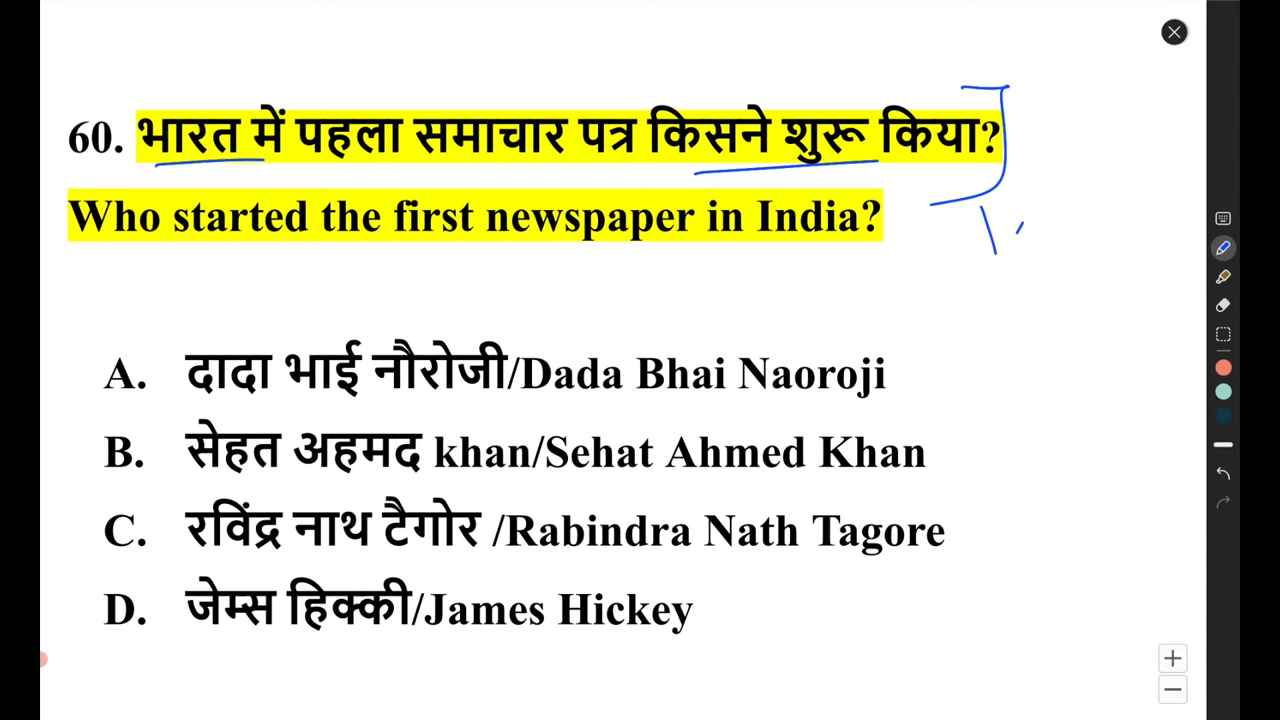 60. भारत में पहला समाचार पत्र किसने शुरू किया?
Who started the first newspaper in India?
A. दादा भाई नौरोजी/Dada Bhai Naoroji
B. सेहत अहमद khan/Sehat Ahmed Khan
C. रविंद्र नाथ टैगोर /Rabindra Nath Tagore
D. जेम्स हिक्की/James Hickey